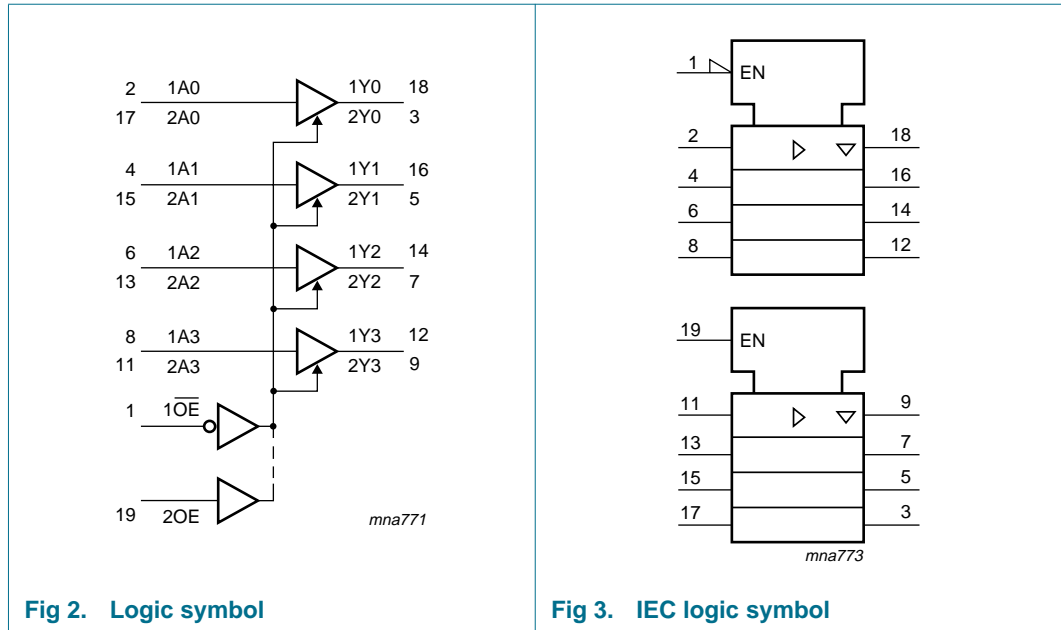 2 1A0 1Y0 18
17 2A0 2Y0 3
4 1A1 1Y1 16
15 2A1 2Y1 5
6 1A2 1Y2 14
13 2A2 2Y2 7
8 1A3 1Y3 12
11 2A3 2Y3 9
1 1O̅E̅
19 2OE
mna771
Fig 2. Logic symbol
1 EN
2 18
4 16
6 14
8 12
19 EN
11 9
13 7
15 5
17 3
mna773
Fig 3. IEC logic symbol